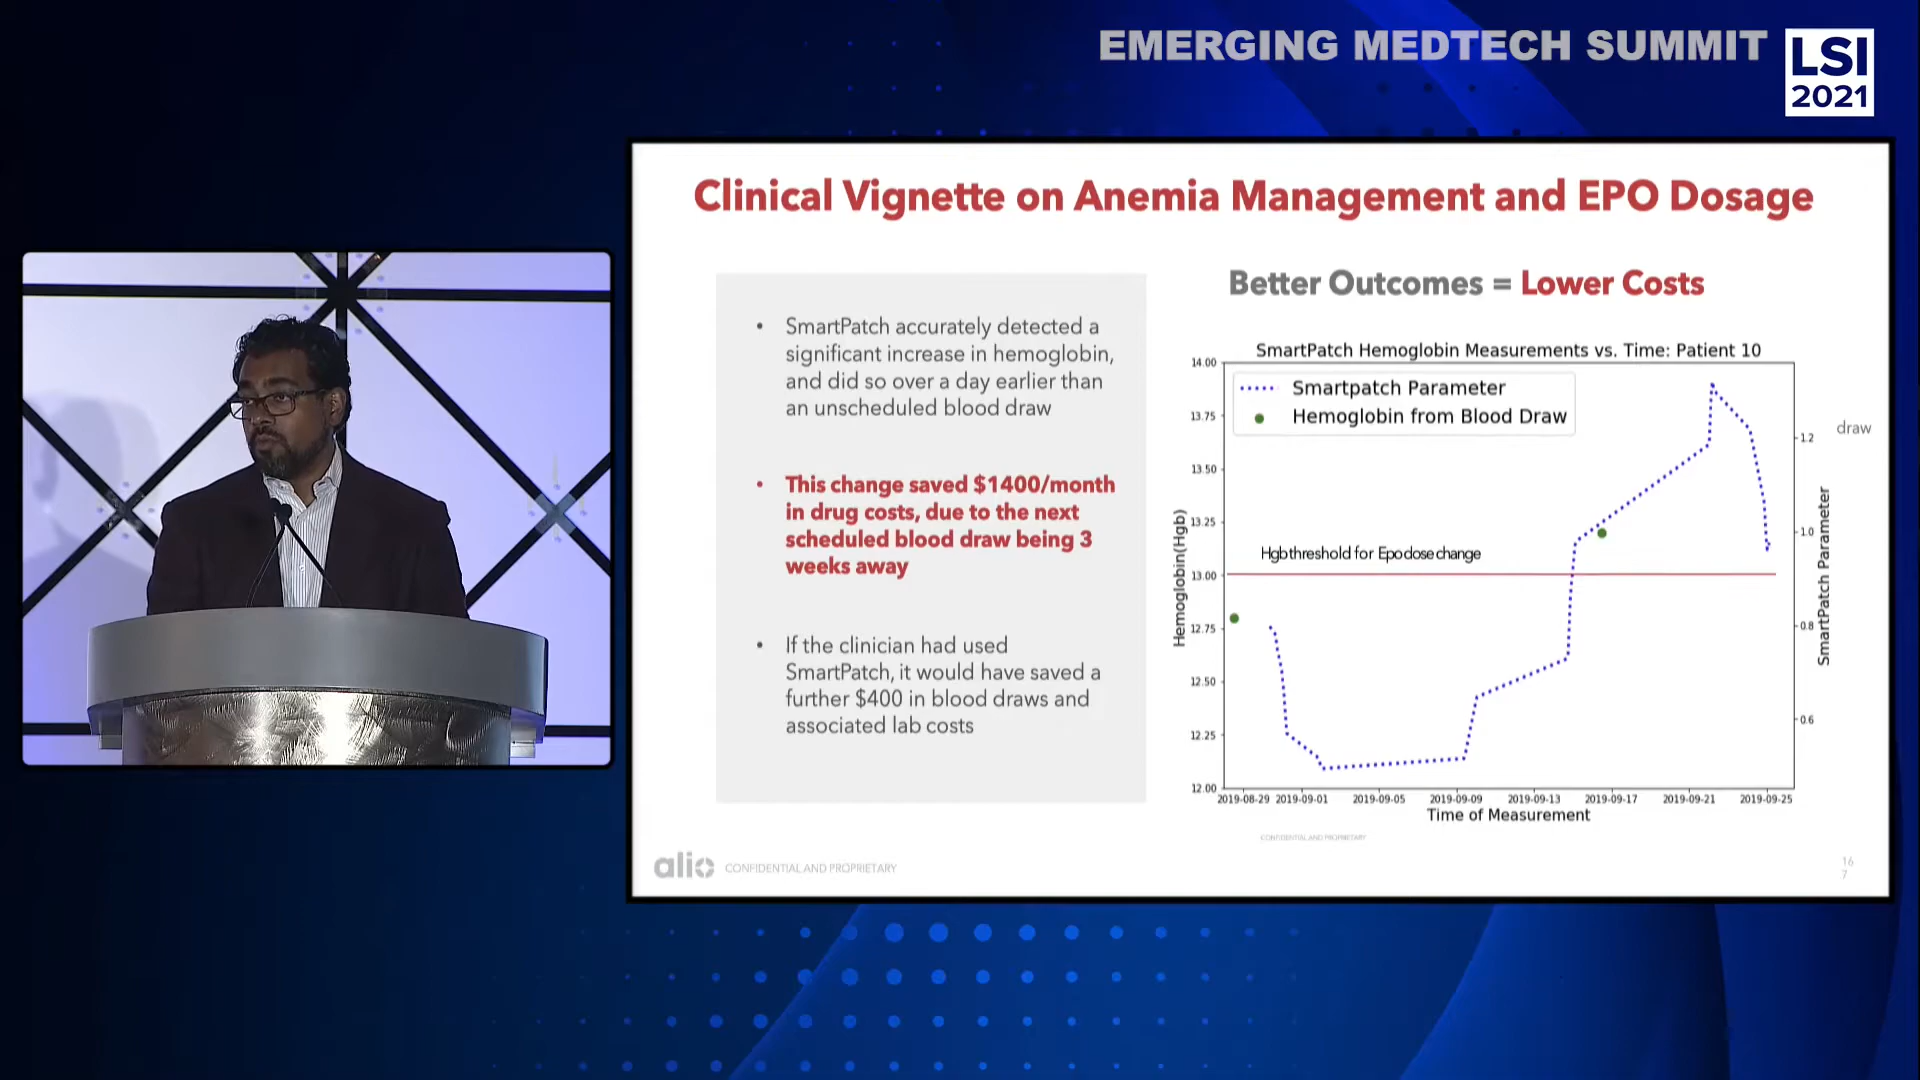 EMERGING MEDTECH SUMMIT
LSI
2021
Clinical Vignette on Anemia Management and EPO Dosage
• SmartPatch accurately detected a
significant increase in hemoglobin,
and did so over a day earlier than
an unscheduled blood draw
• This change saved $1400/month
in drug costs, due to the next
scheduled blood draw being 3
weeks away
• If the clinician had used
SmartPatch, it would have saved a
further $400 in blood draws and
associated lab costs
Better Outcomes = Lower Costs
SmartPatch Hemoglobin Measurements vs. Time: Patient 10
Smartpatch Parameter
Hemoglobin from Blood Draw
Hgb threshold for Epo dose change
Hemoglobin(Hgb)
14.00
13.75
13.50
13.25
13.00
12.75
12.50
12.25
12.00
2019-08-29 2019-09-01 2019-09-05 2019-09-09 2019-09-13 2019-09-17 2019-09-21 2019-09-25
Time of Measurement
1.2
1.0
0.8
0.6
SmartPatch Parameter
draw
CONFIDENTIAL AND PROPRIETARY
alio CONFIDENTIAL AND PROPRIETARY
16
7